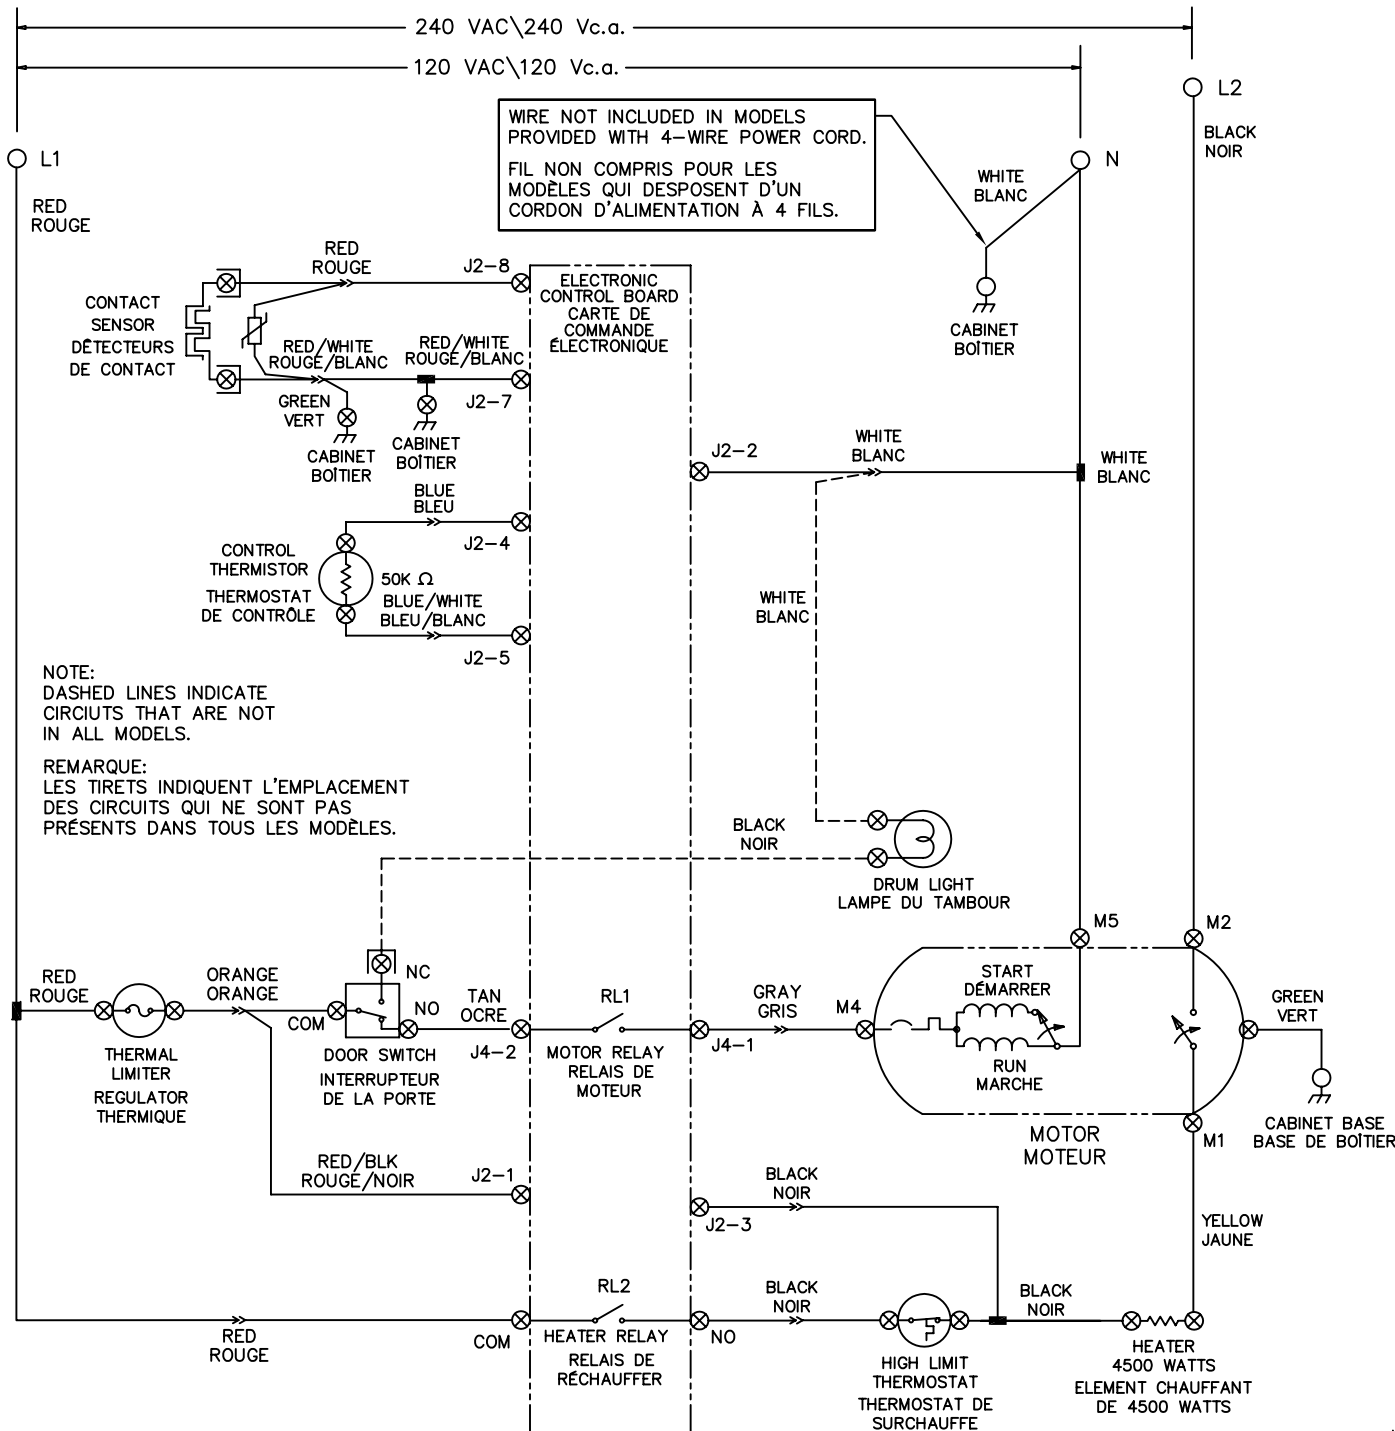 240 VAC\240 Vc.a.
120 VAC\120 Vc.a.
L2
BLACK
NOIR
WIRE NOT INCLUDED IN MODELS
PROVIDED WITH 4-WIRE POWER CORD.
FIL NON COMPRIS POUR LES
MODÈLES QUI DESPOSENT D'UN
CORDON D'ALIMENTATION À 4 FILS.
L1
RED
ROUGE
N
WHITE
BLANC
CABINET
BOÎTIER
RED
ROUGE
J2-8
CONTACT
SENSOR
DÉTECTEURS
DE CONTACT
RED/WHITE
ROUGE/BLANC
RED/WHITE
ROUGE/BLANC
J2-7
GREEN
VERT
CABINET
BOÎTIER
CABINET
BOÎTIER
ELECTRONIC
CONTROL BOARD
CARTE DE
COMMANDE
ÉLECTRONIQUE
J2-2
WHITE
BLANC
WHITE
BLANC
BLUE
BLEU
J2-4
CONTROL
THERMISTOR
THERMOSTAT
DE CONTRÔLE
50K Ω
BLUE/WHITE
BLEU/BLANC
J2-5
WHITE
BLANC
NOTE:
DASHED LINES INDICATE
CIRCIUTS THAT ARE NOT
IN ALL MODELS.
REMARQUE:
LES TIRETS INDIQUENT L'EMPLACEMENT
DES CIRCUITS QUI NE SONT PAS
PRÉSENTS DANS TOUS LES MODÈLES.
BLACK
NOIR
DRUM LIGHT
LAMPE DU TAMBOUR
M5
M2
RED
ROUGE
THERMAL
LIMITER
REGULATOR
THERMIQUE
ORANGE
ORANGE
COM
NC
NO
DOOR SWITCH
INTERRUPTEUR
DE LA PORTE
TAN
OCRE
J4-2
RL1
MOTOR RELAY
RELAIS DE
MOTEUR
J4-1
GRAY
GRIS
M4
START
DÉMARRER
RUN
MARCHE
MOTOR
MOTEUR
M1
GREEN
VERT
CABINET BASE
BASE DE BOÎTIER
RED/BLK
ROUGE/NOIR
J2-1
BLACK
NOIR
J2-3
YELLOW
JAUNE
RED
ROUGE
COM
RL2
HEATER RELAY
RELAIS DE
RÉCHAUFFER
NO
BLACK
NOIR
HIGH LIMIT
THERMOSTAT
THERMOSTAT DE
SURCHAUFFE
BLACK
NOIR
HEATER
4500 WATTS
ELEMENT CHAUFFANT
DE 4500 WATTS